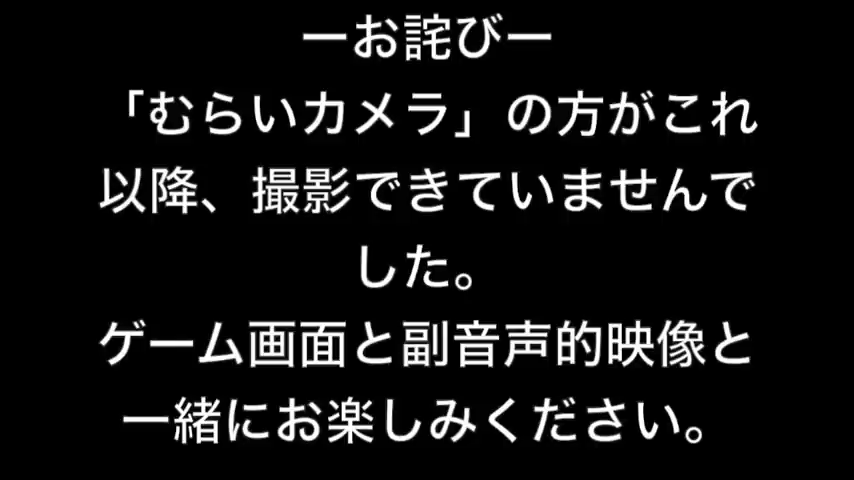 ーお詫びー
「むらいカメラ」の方がこれ
以降、撮影できていませんで
した。
ゲーム画面と副音声的映像と
一緒にお楽しみください。